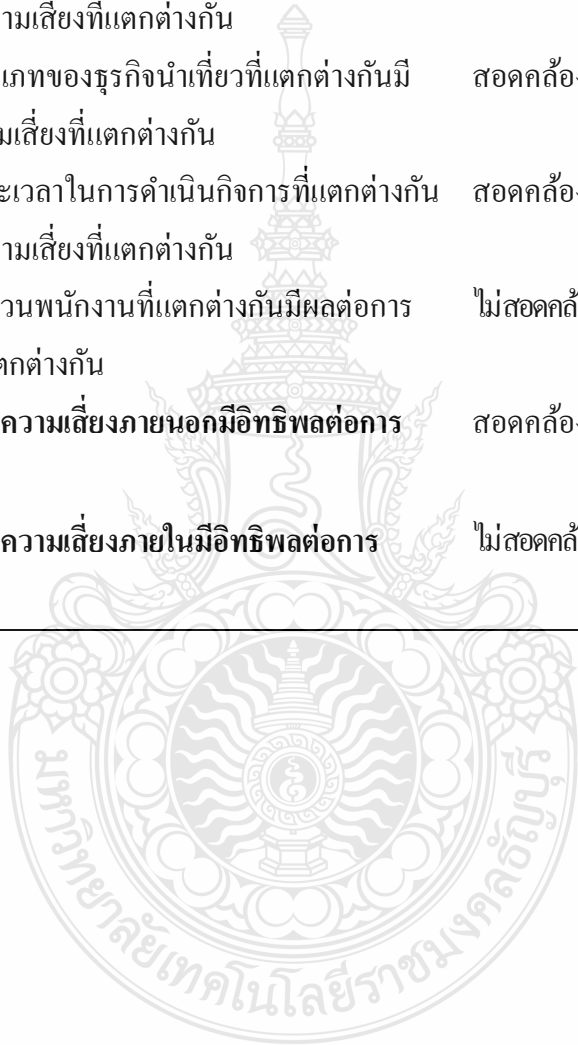 ามเสี่ยงที่แตกต่างกัน
ภทของธุรกิจนำเที่ยวที่แตกต่างกันมี สอดคล้อง
มเสี่ยงที่แตกต่างกัน
ะเวลาในการดำเนินกิจการที่แตกต่างกัน สอดคล้อง
ามเสี่ยงที่แตกต่างกัน
วนพนักงานที่แตกต่างกันมีผลต่อการ ไม่สอดคล้
ตกต่างกัน
ความเสี่ยงภายนอกมีอิทธิพลต่อการ สอดคล้อง
ความเสี่ยงภายในมีอิทธิพลต่อการ ไม่สอดคล้
มหาวิทยาลัยเทคโนโลยีราชมงคลธัญบุรี